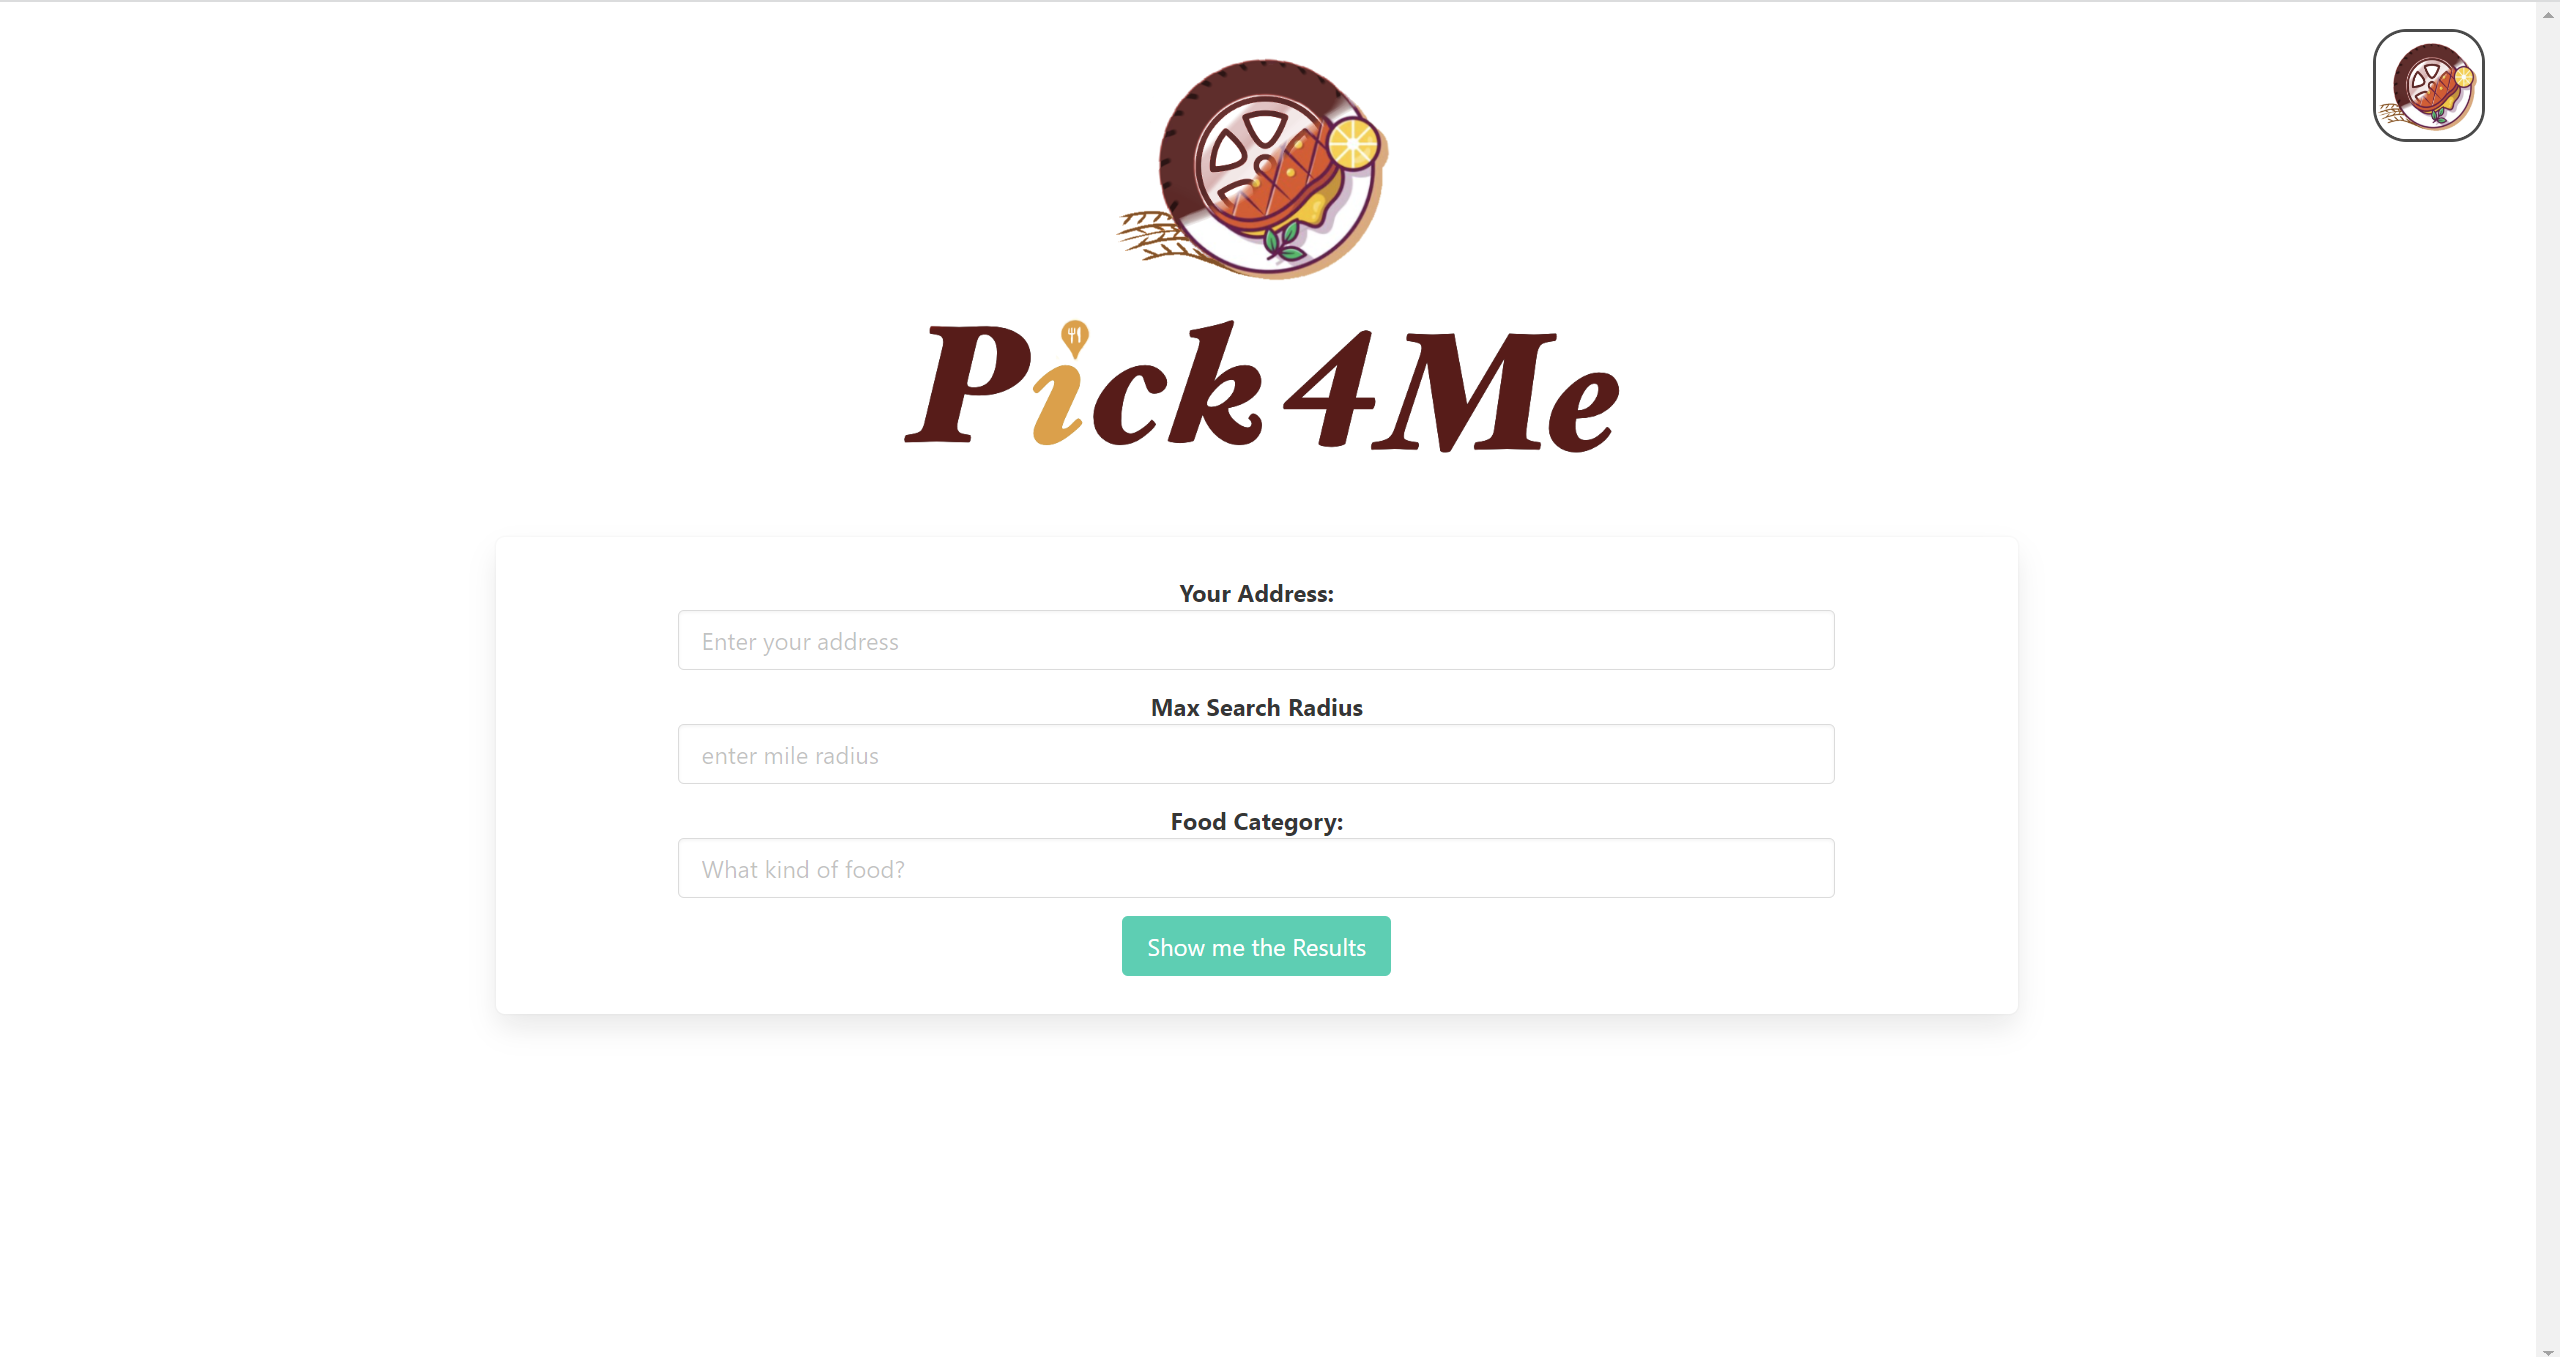 Pick4Me
Your Address:
Enter your address
Max Search Radius
enter mile radius
Food Category:
What kind of food?
Show me the Results